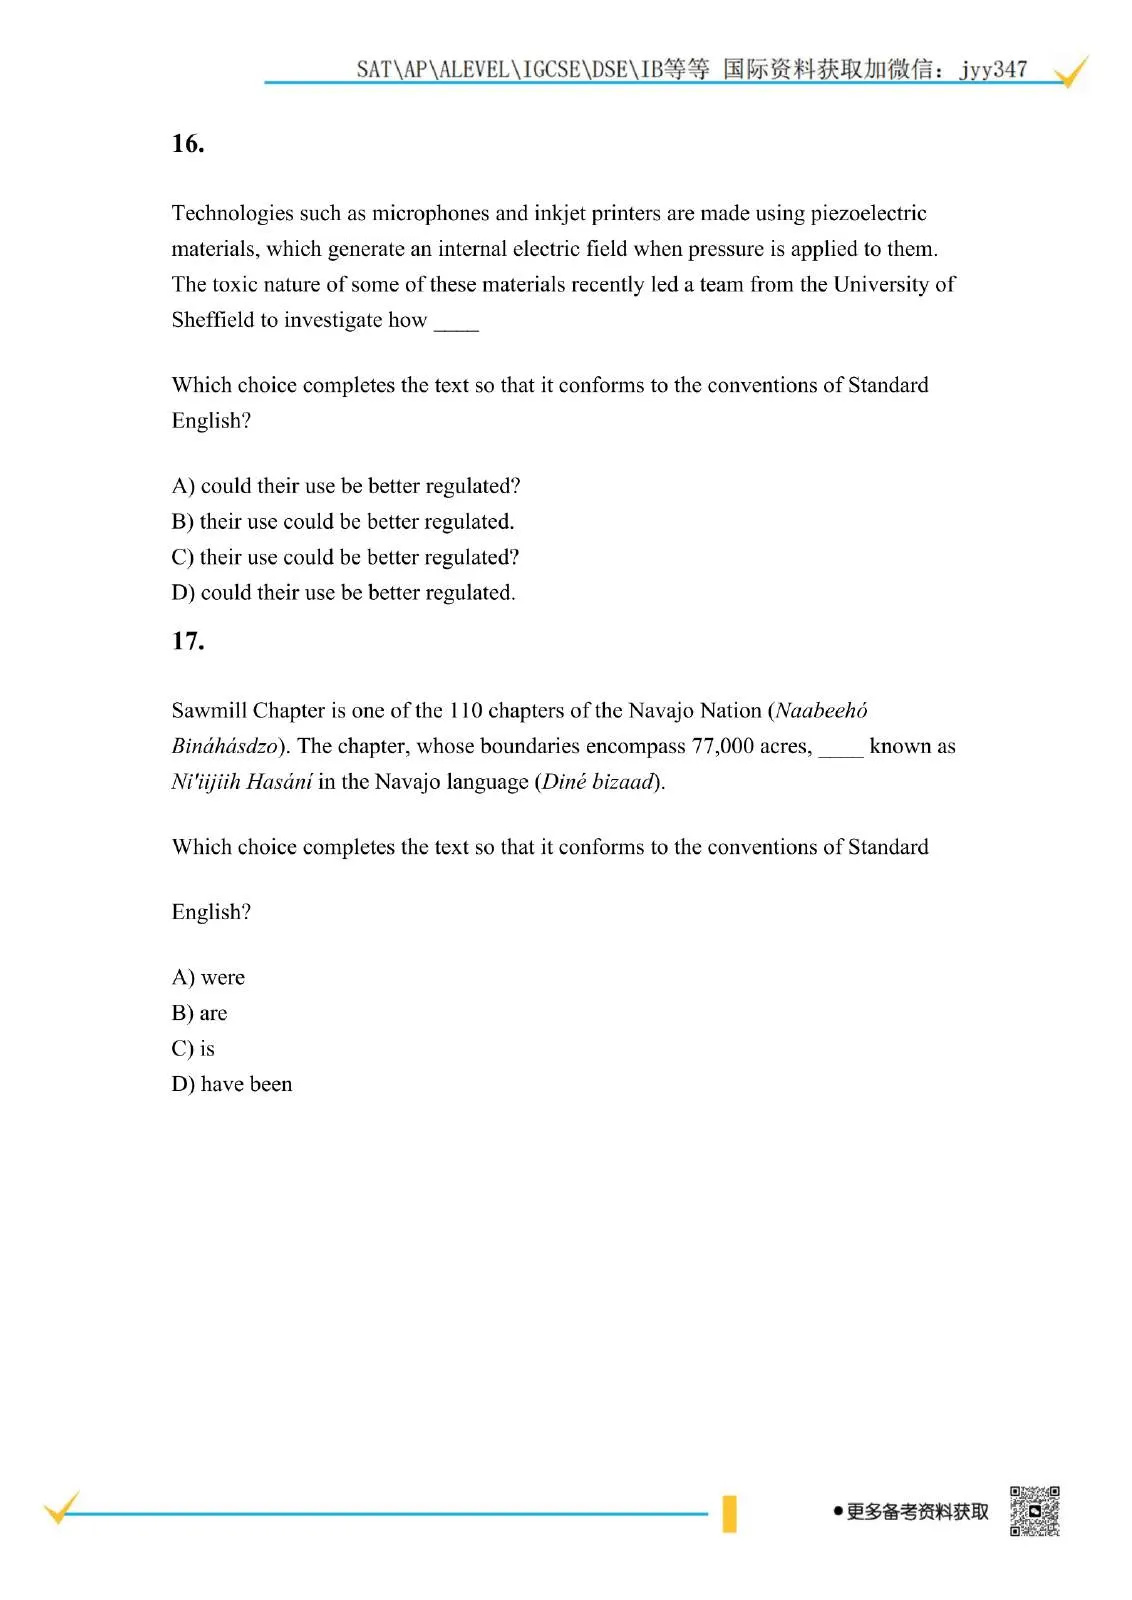 SAT\AP\ALEVEL\IGCSE\DSE\IB等等 国际资料获取加微信：jyy347
16.
Technologies such as microphones and inkjet printers are made using piezoelectric
materials, which generate an internal electric field when pressure is applied to them.
The toxic nature of some of these materials recently led a team from the University of
Sheffield to investigate how ____
Which choice completes the text so that it conforms to the conventions of Standard
English?
A) could their use be better regulated?
B) their use could be better regulated.
C) their use could be better regulated?
D) could their use be better regulated.
17.
Sawmill Chapter is one of the 110 chapters of the Navajo Nation (Naabeehó
Bináhásdzo). The chapter, whose boundaries encompass 77,000 acres, ____ known as
Ni'iijiih Hasání in the Navajo language (Diné bizaad).
Which choice completes the text so that it conforms to the conventions of Standard
English?
A) were
B) are
C) is
D) have been
●更多备考资料获取